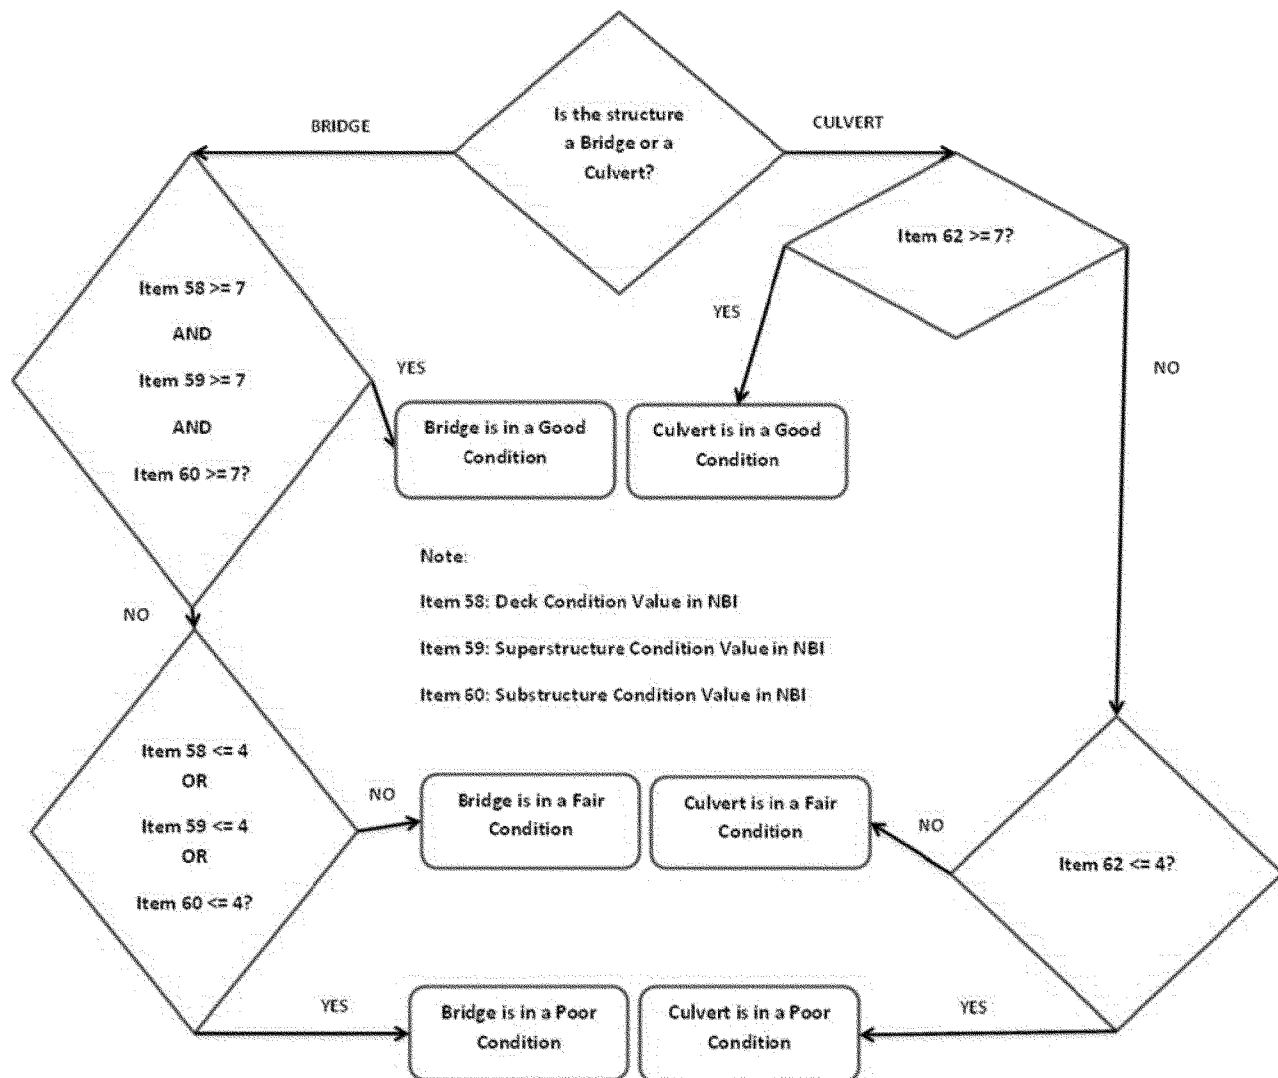 Is the structure
a Bridge or a
Culvert?
BRIDGE
CULVERT
Item 62 >= 7?
Item 58 >= 7
AND
Item 59 >= 7
AND
Item 60 >= 7?
YES
YES
NO
Bridge is in a Good
Condition
Culvert is in a Good
Condition
Note:
Item 58: Deck Condition Value in NBI
Item 59: Superstructure Condition Value in NBI
Item 60: Substructure Condition Value in NBI
NO
Item 58 <= 4
OR
Item 59 <= 4
OR
Item 60 <= 4?
NO
Bridge is in a Fair
Condition
Culvert is in a Fair
Condition
NO
Item 62 <= 4?
YES
Bridge is in a Poor
Condition
Culvert is in a Poor
Condition
YES